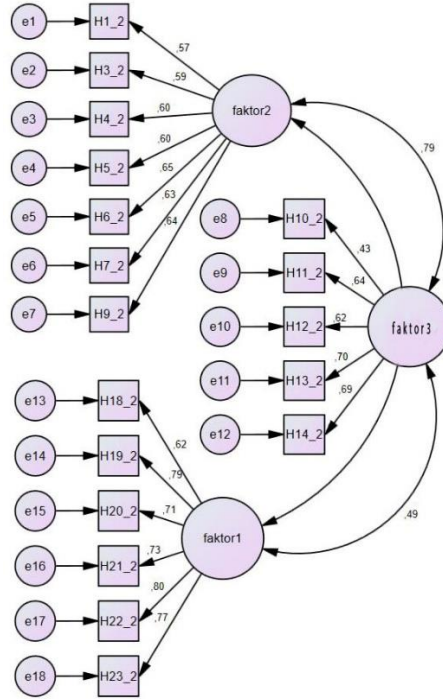 e1 H1_2
,57
e2 H3_2
,59
e3 H4_2
,60
faktor2
e4 H5_2
,60
e5 H6_2
,65
e6 H7_2
,63
e7 H9_2
,64
,79
e8 H10_2
,43
e9 H11_2
,64
e10 H12_2
,62
faktor3
e11 H13_2
,70
e12 H14_2
,69
e13 H18_2
,62
e14 H19_2
,79
e15 H20_2
,71
faktor1
e16 H21_2
,73
e17 H22_2
,80
e18 H23_2
,77
,49